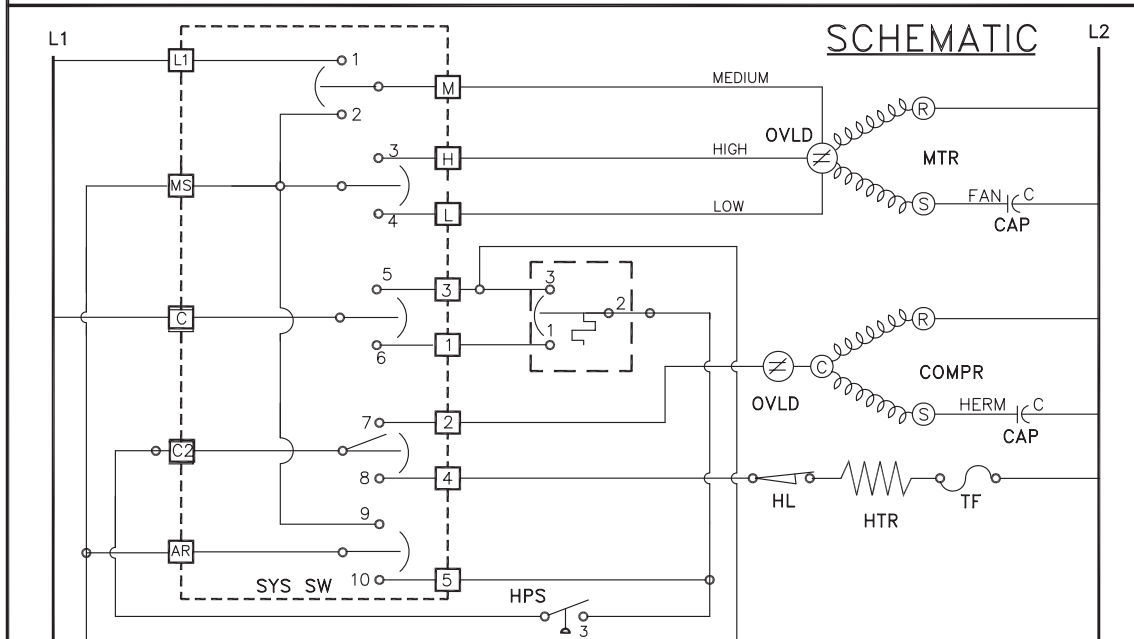 SCHEMATIC
L1
L2
L1
1
M
MEDIUM
2
R
OVLD
3
H
HIGH
MTR
MS
4
L
LOW
S
FAN
C
CAP
5
3
3
2
C
R
6
1
1
C
COMPR
OVLD
7
2
S
HERM
C
CAP
C2
8
4
HL
HTR
TF
9
AR
10
5
SYS SW
HPS
3